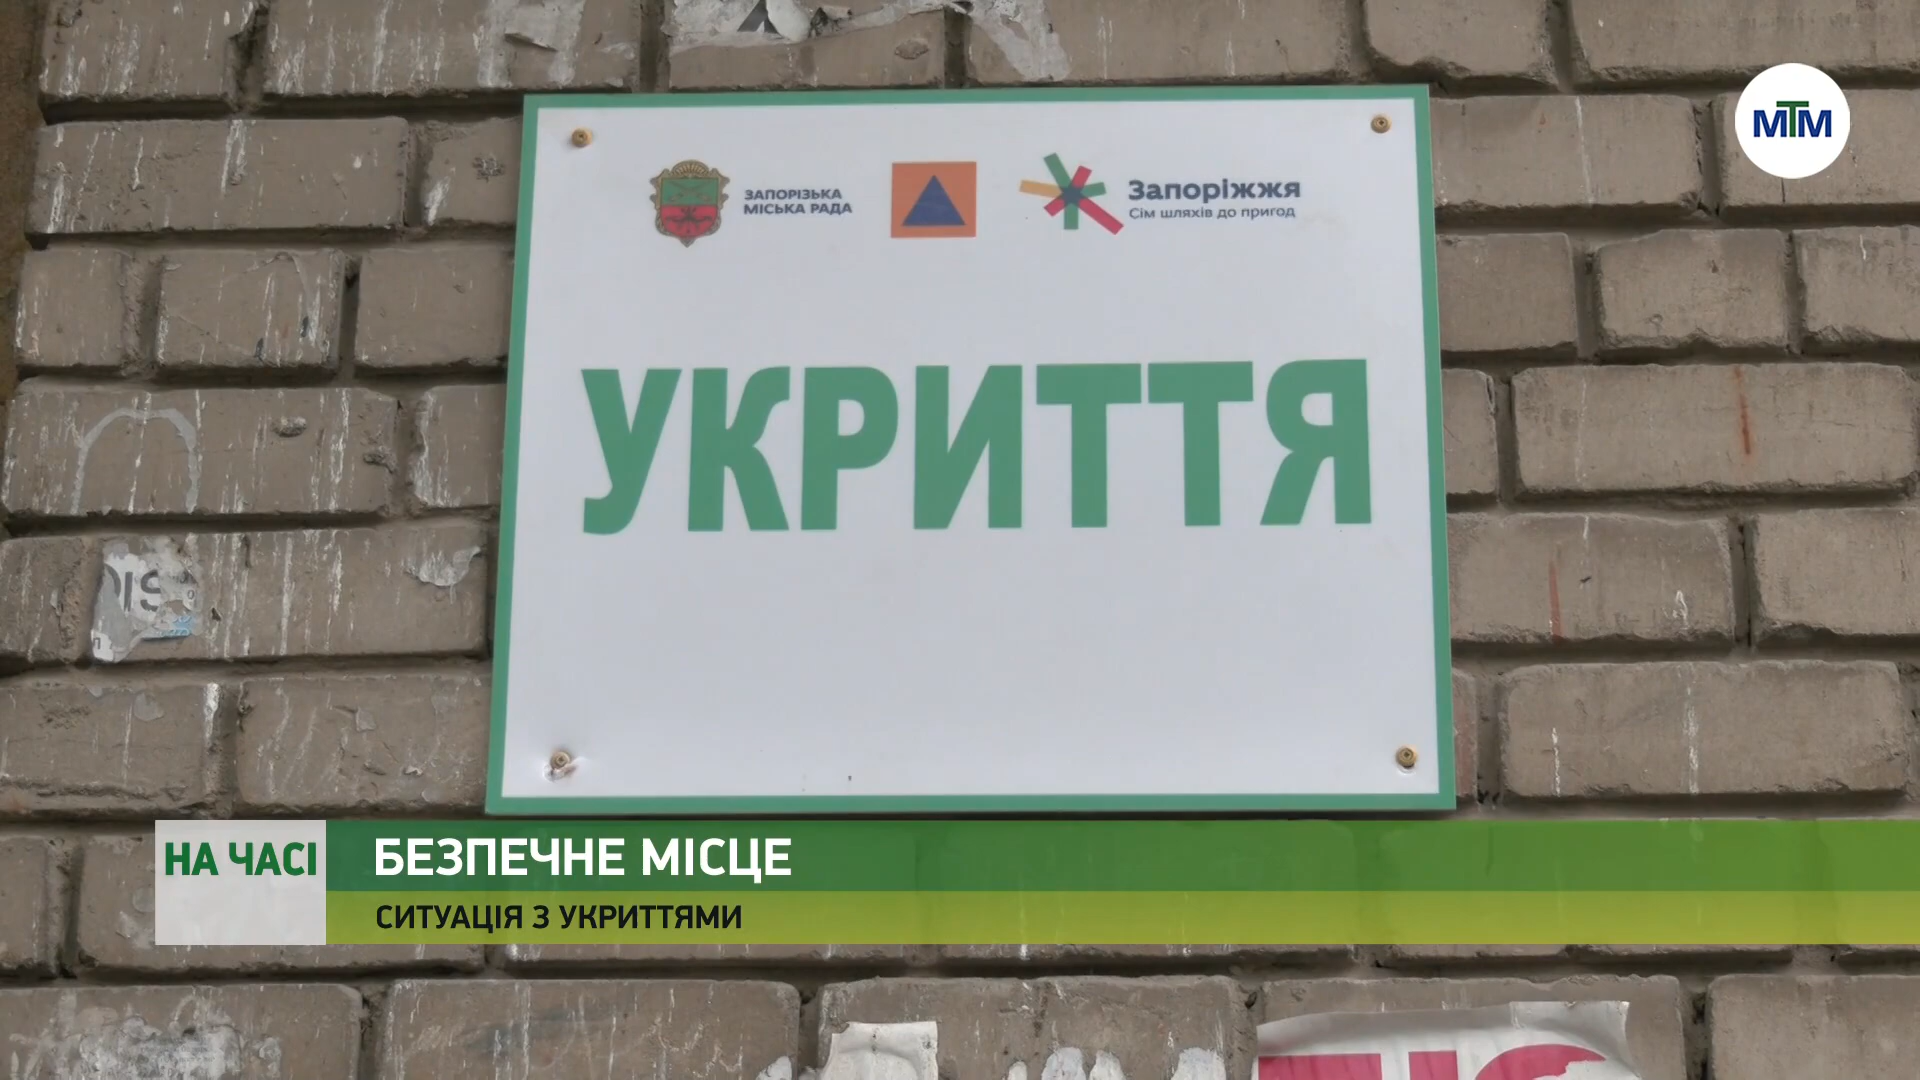 МТМ
ЗАПОРІЗЬКА
МІСЬКА РАДА
Запоріжжя
Сім шляхів до пригод
УКРИТТЯ
НА ЧАСІ
БЕЗПЕЧНЕ МІСЦЕ
СИТУАЦІЯ З УКРИТТЯМИ